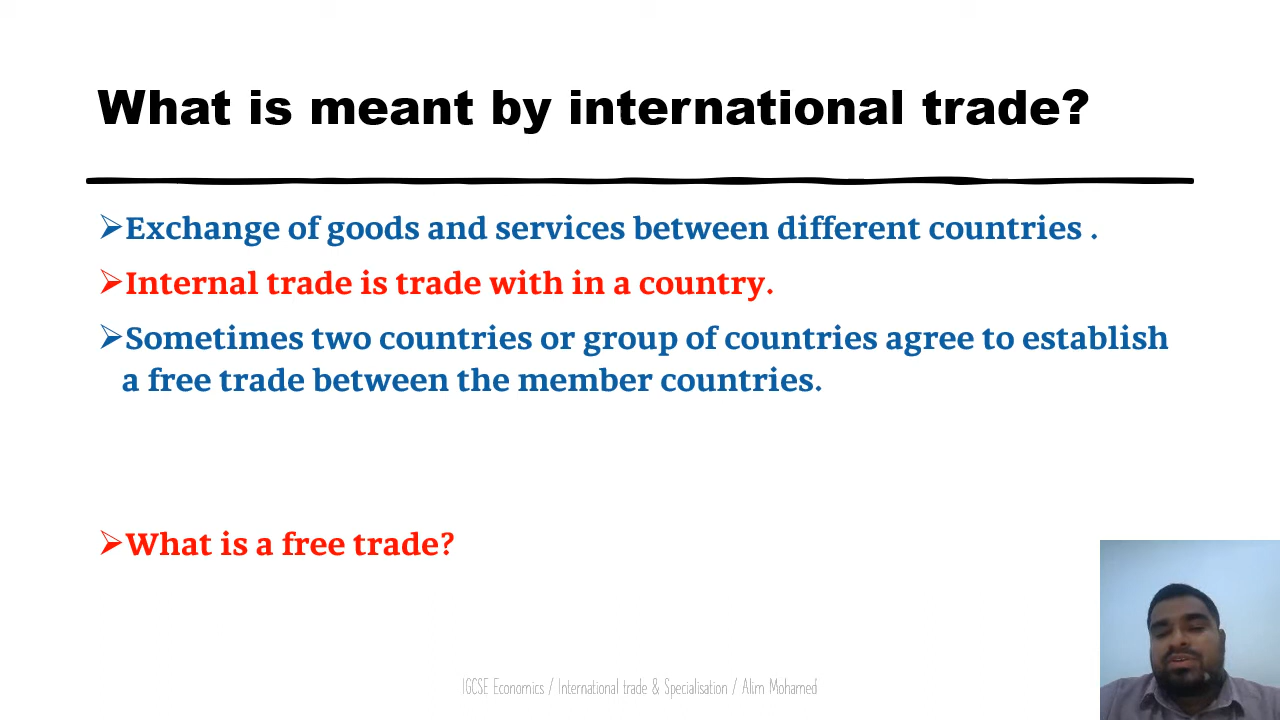 What is meant by international trade?
➢Exchange of goods and services between different countries .
➢Internal trade is trade with in a country.
➢Sometimes two countries or group of countries agree to establish
a free trade between the member countries.
➢What is a free trade?
IGCSE Economics / International trade & Specialisation / Alim Mohamed